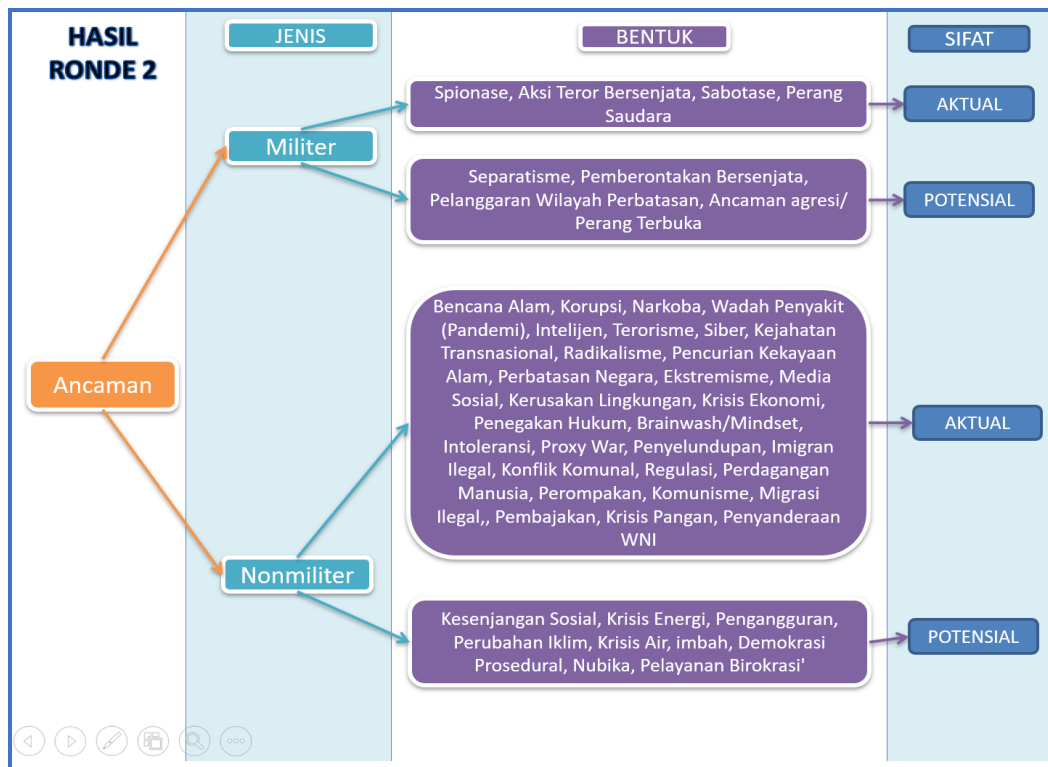 HASIL
RONDE 2
JENIS
BENTUK
SIFAT
Spionase, Aksi Teror Bersenjata, Sabotase, Perang
Saudara
AKTUAL
Militer
Separatisme, Pemberontakan Bersenjata,
Pelanggaran Wilayah Perbatasan, Ancaman agresi/
Perang Terbuka
POTENSIAL
Ancaman
Bencana Alam, Korupsi, Narkoba, Wadah Penyakit
(Pandemi), Intelijen, Terorisme, Siber, Kejahatan
Transnasional, Radikalisme, Pencurian Kekayaan
Alam, Perbatasan Negara, Ekstremisme, Media
Sosial, Kerusakan Lingkungan, Krisis Ekonomi,
Penegakan Hukum, Brainwash/Mindset,
Intoleransi, Proxy War, Penyelundupan, Imigran
Ilegal, Konflik Komunal, Regulasi, Perdagangan
Manusia, Perompakan, Komunisme, Migrasi
Ilegal,, Pembajakan, Krisis Pangan, Penyanderaan
WNI
AKTUAL
Nonmiliter
Kesenjangan Sosial, Krisis Energi, Pengangguran,
Perubahan Iklim, Krisis Air, imbah, Demokrasi
Prosedural, Nubika, Pelayanan Birokrasi'
POTENSIAL